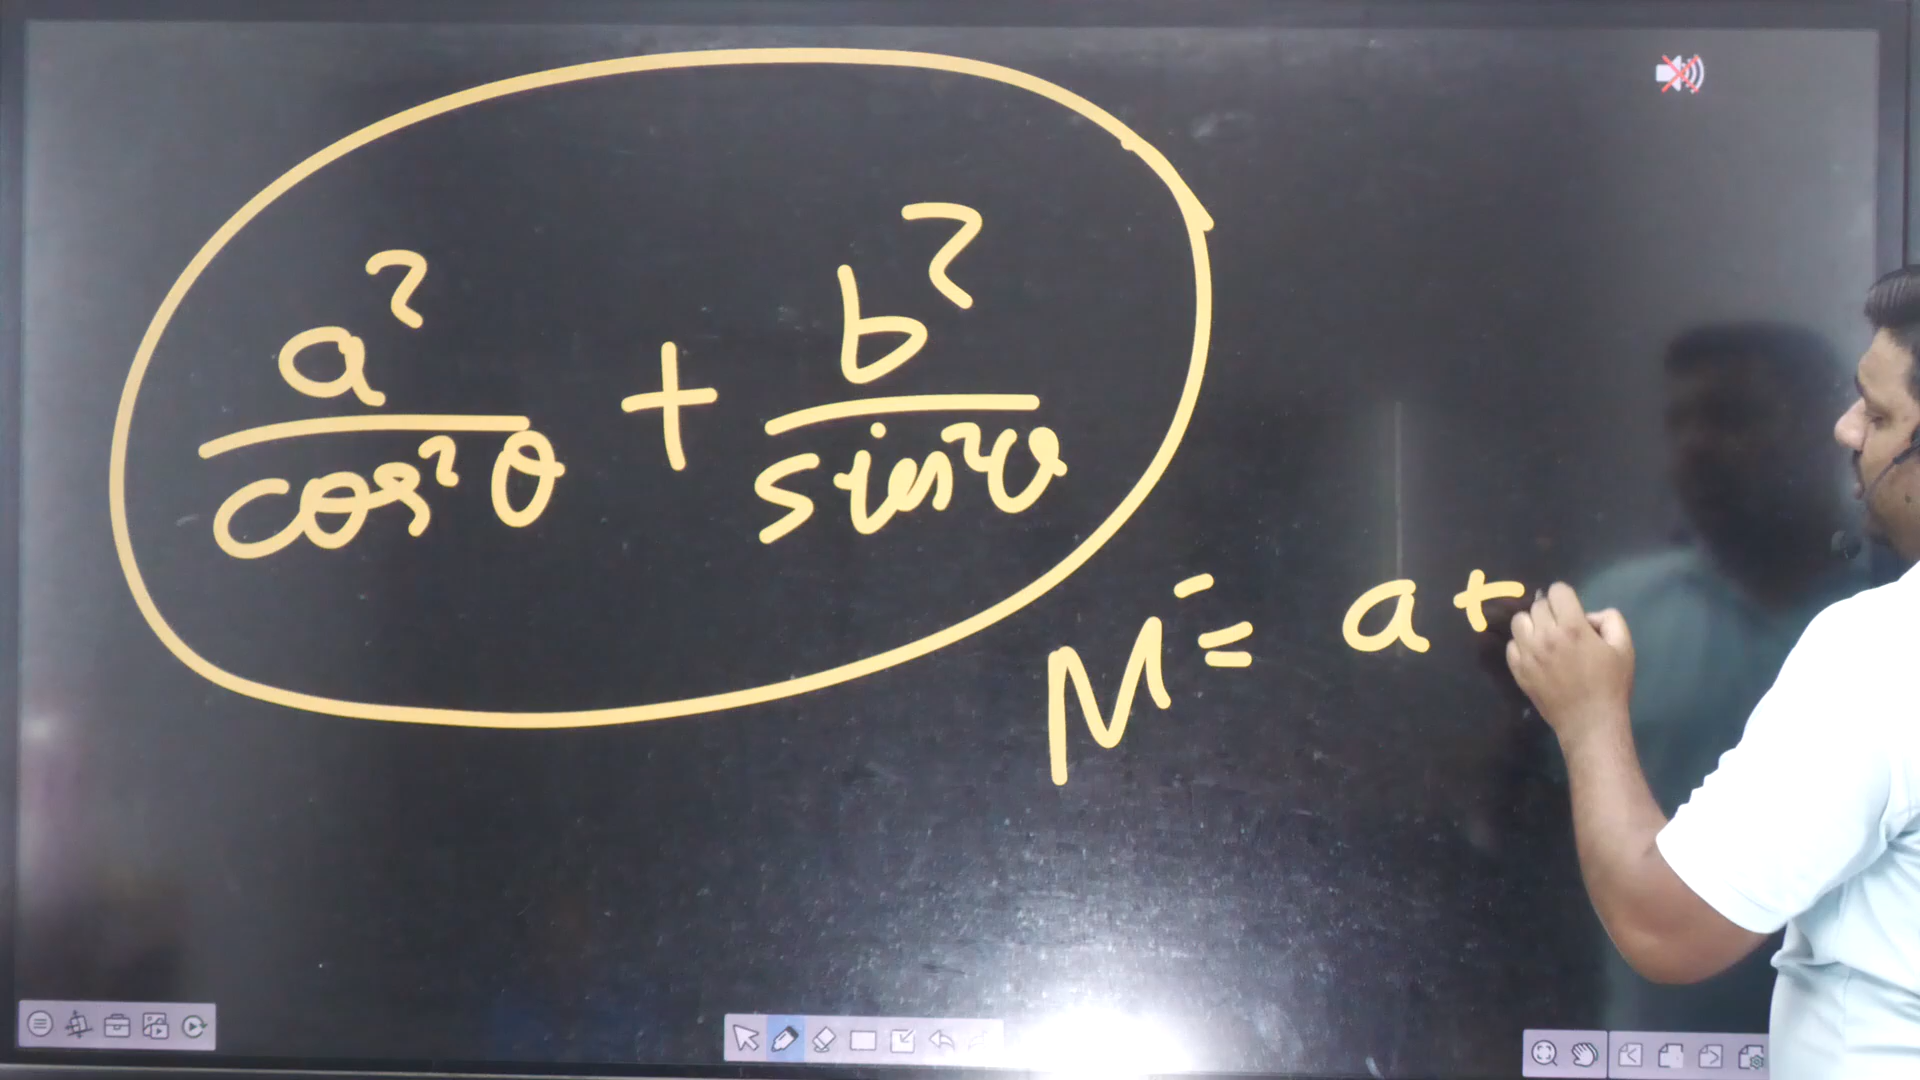 a² / cos²θ + b² / sin²θ
M⁻ = a +